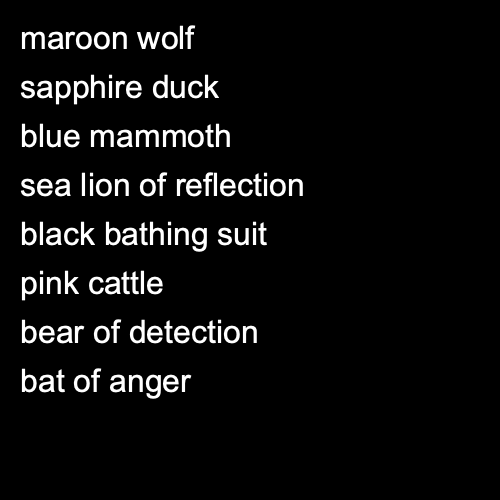 maroon wolf
sapphire duck
blue mammoth
sea lion of reflection
black bathing suit
pink cattle
bear of detection
bat of anger